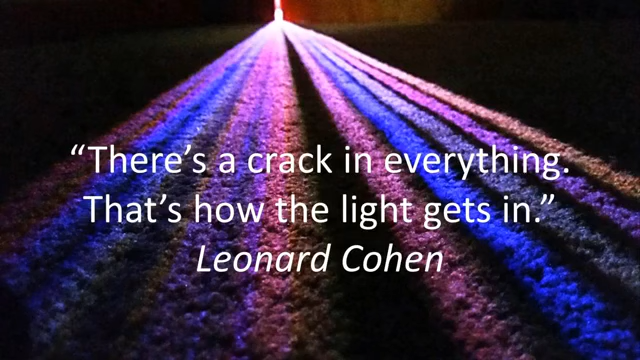 “There’s a crack in everything.
That’s how the light gets in.”
Leonard Cohen